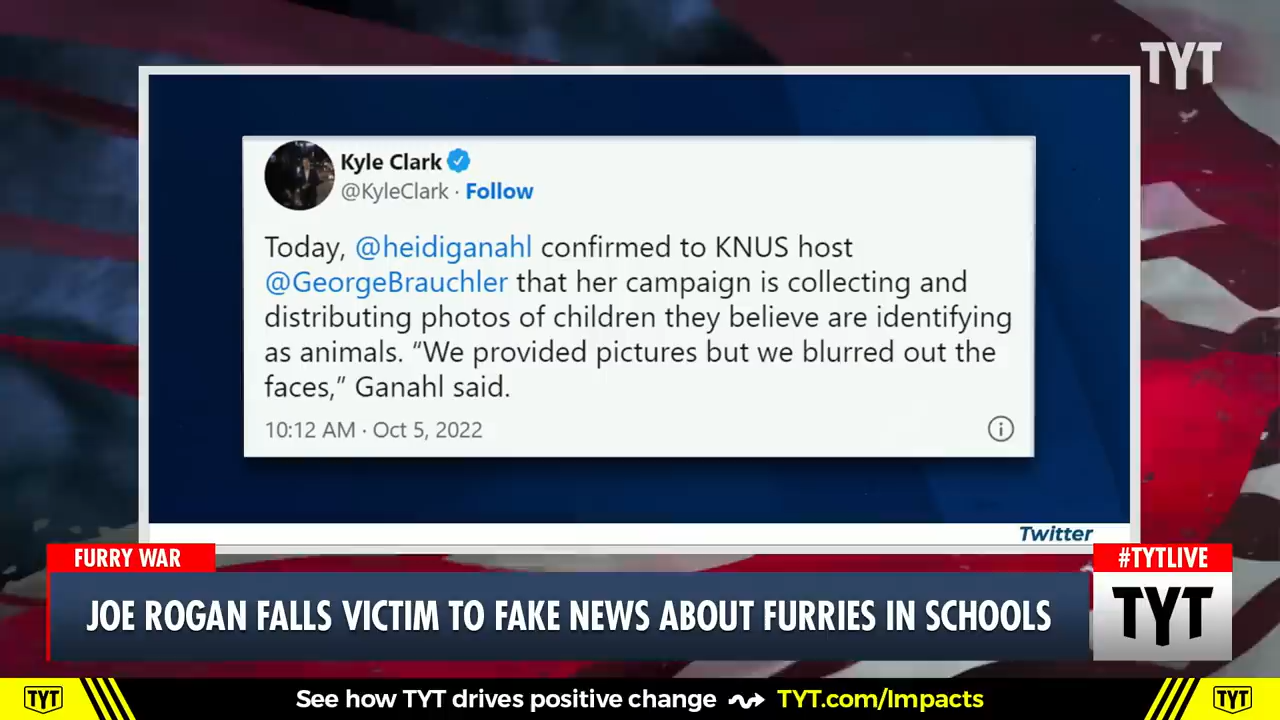 TYT
Kyle Clark
@KyleClark · Follow
Today, @heidiganahl confirmed to KNUS host
@GeorgeBrauchler that her campaign is collecting and
distributing photos of children they believe are identifying
as animals. “We provided pictures but we blurred out the
faces,” Ganahl said.
10:12 AM · Oct 5, 2022
Twitter
FURRY WAR
#TYTLIVE
JOE ROGAN FALLS VICTIM TO FAKE NEWS ABOUT FURRIES IN SCHOOLS
TYT
TYT
See how TYT drives positive change
TYT.com/Impacts
TYT